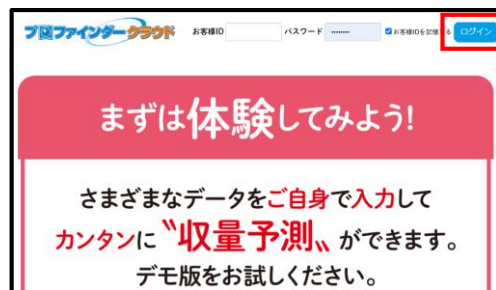 プロファインダークラウド お客様ID パスワード ******** お客様IDを記憶 6 ログイン
まずは体験してみよう!
さまざまなデータをご自身で入力して
カンタンに〝収量予測〟ができます。
デモ版をお試しください。